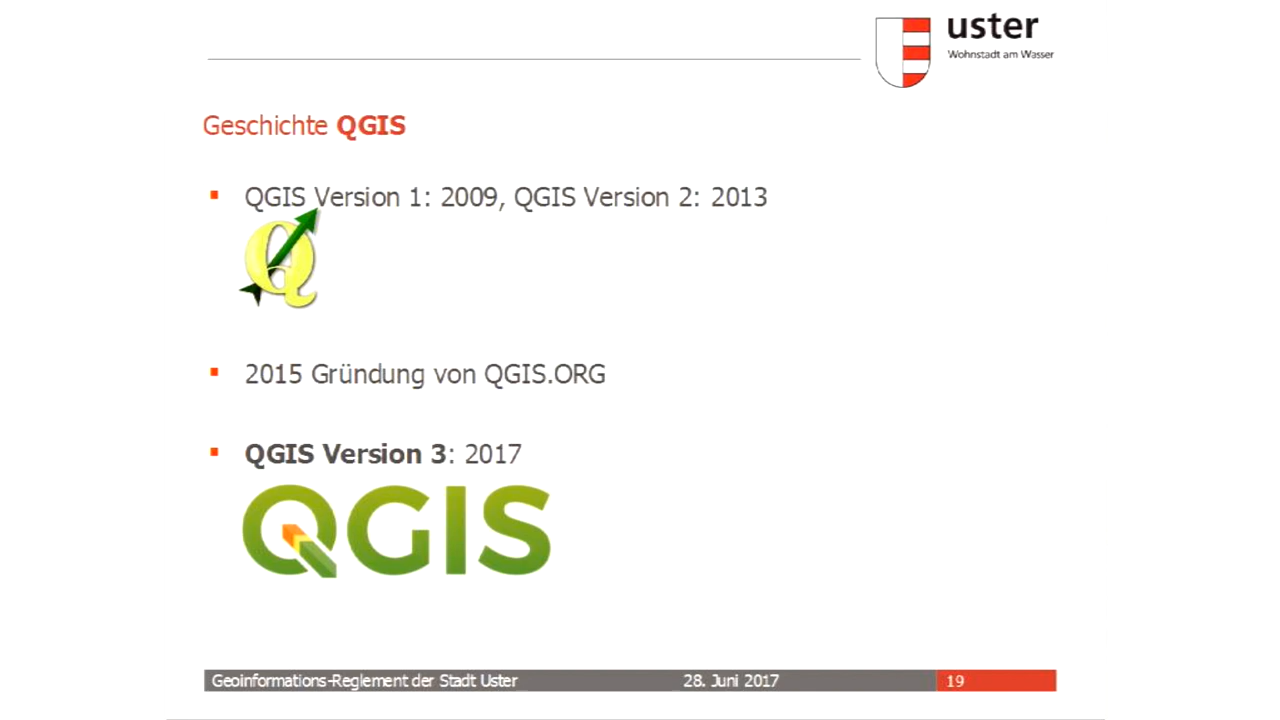 uster
Wohnstadt am Wasser
Geschichte QGIS
▪ QGIS Version 1: 2009, QGIS Version 2: 2013
Q
▪ 2015 Gründung von QGIS.ORG
▪ QGIS Version 3: 2017
QGIS
Geoinformations-Reglement der Stadt Uster 28. Juni 2017 19